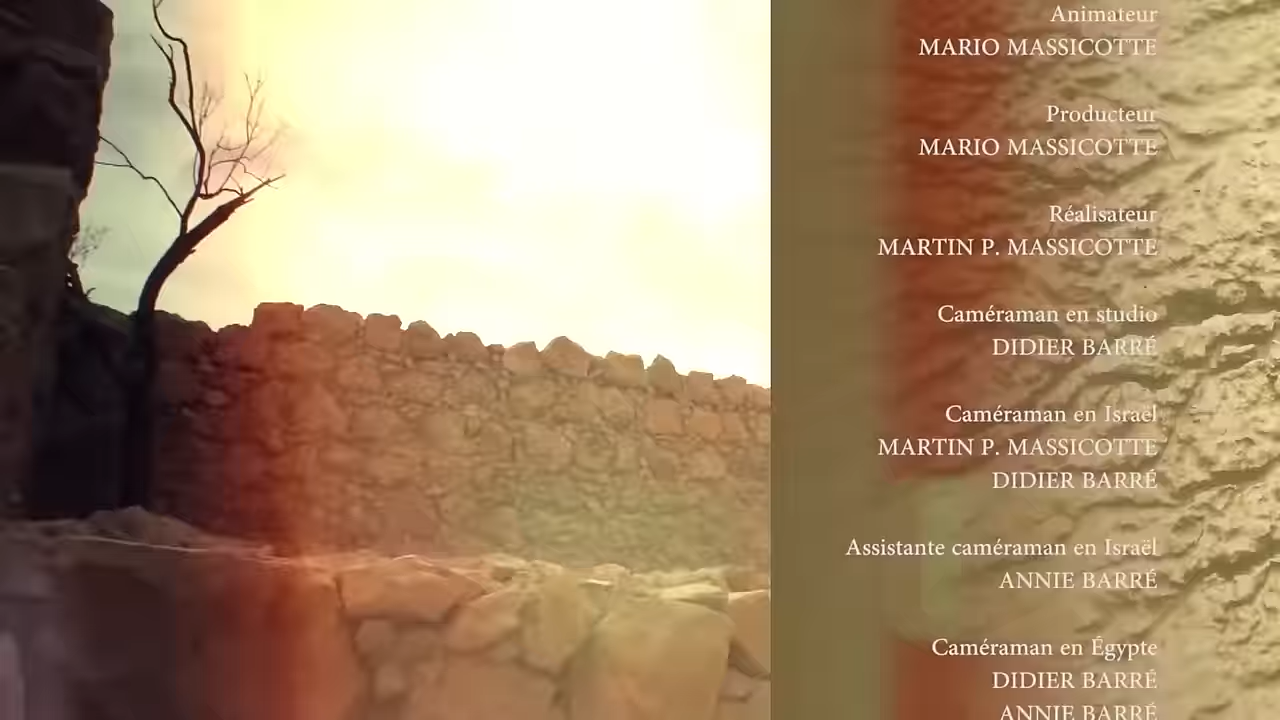 Animateur
MARIO MASSICOTTE
Producteur
MARIO MASSICOTTE
Réalisateur
MARTIN P. MASSICOTTE
Caméraman en studio
DIDIER BARRÉ
Caméraman en Israël
MARTIN P. MASSICOTTE
DIDIER BARRÉ
Assistante caméraman en Israël
ANNIE BARRÉ
Caméraman en Égypte
DIDIER BARRÉ
ANNIE BARRÉ